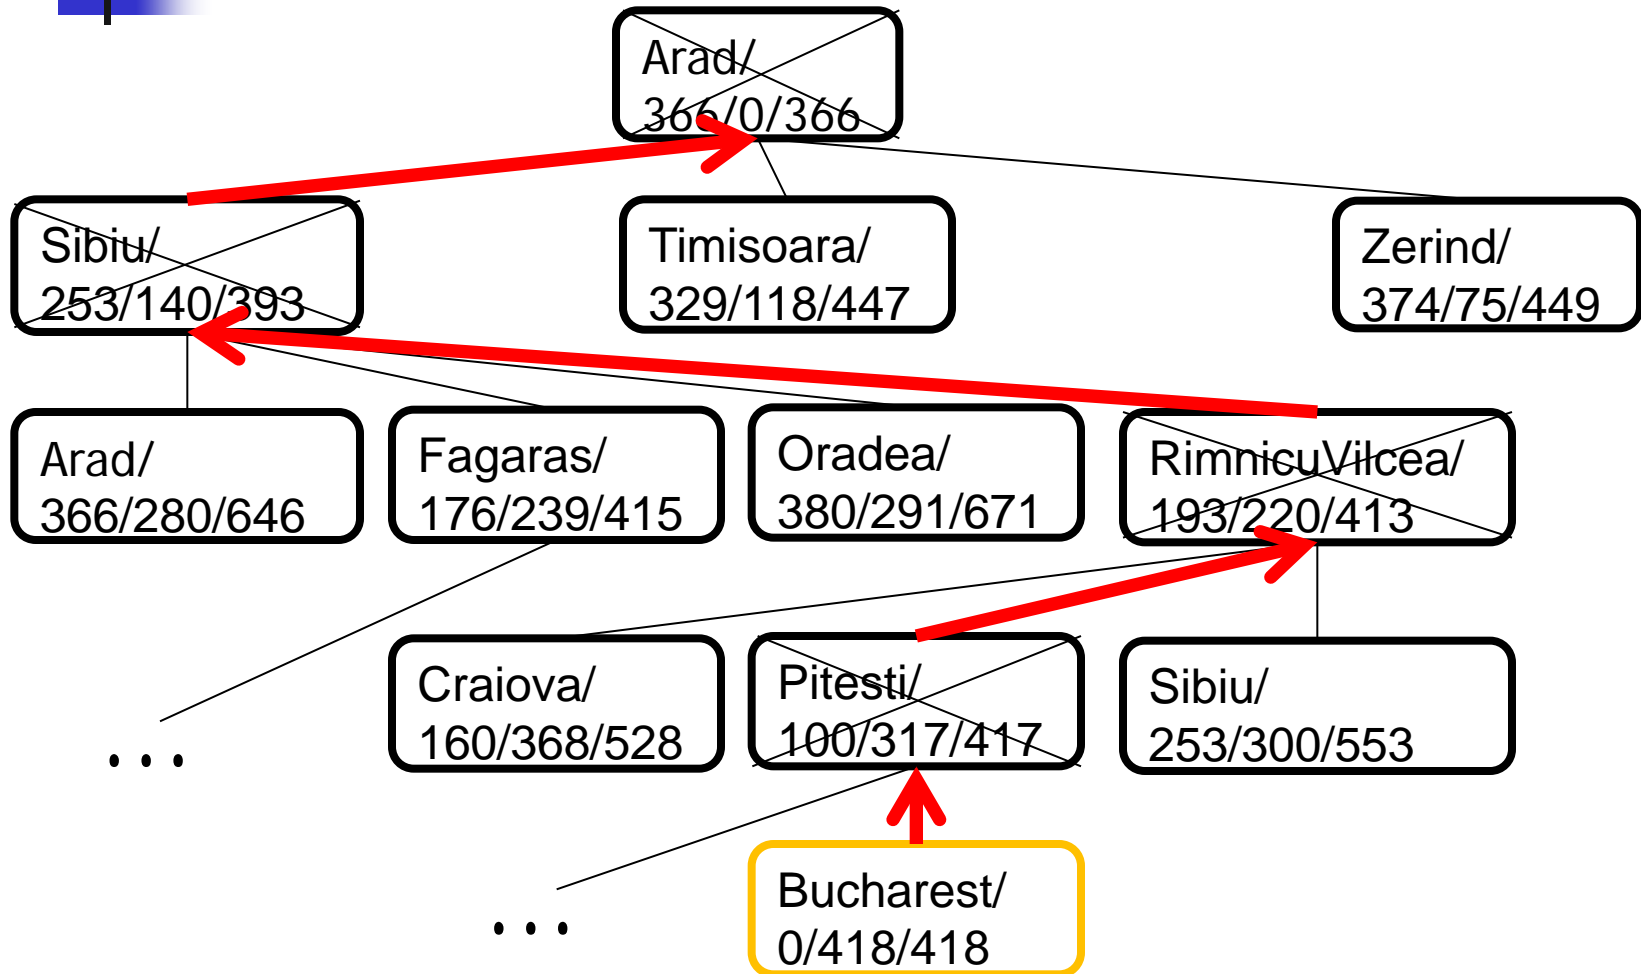 Arad/
366/0/366
Sibiu/
253/140/393
Timisoara/
329/118/447
Zerind/
374/75/449
Arad/
366/280/646
Fagaras/
176/239/415
Oradea/
380/291/671
RimnicuVilcea/
193/220/413
Craiova/
160/368/528
Pitesti/
100/317/417
Sibiu/
253/300/553
...
Bucharest/
0/418/418
...